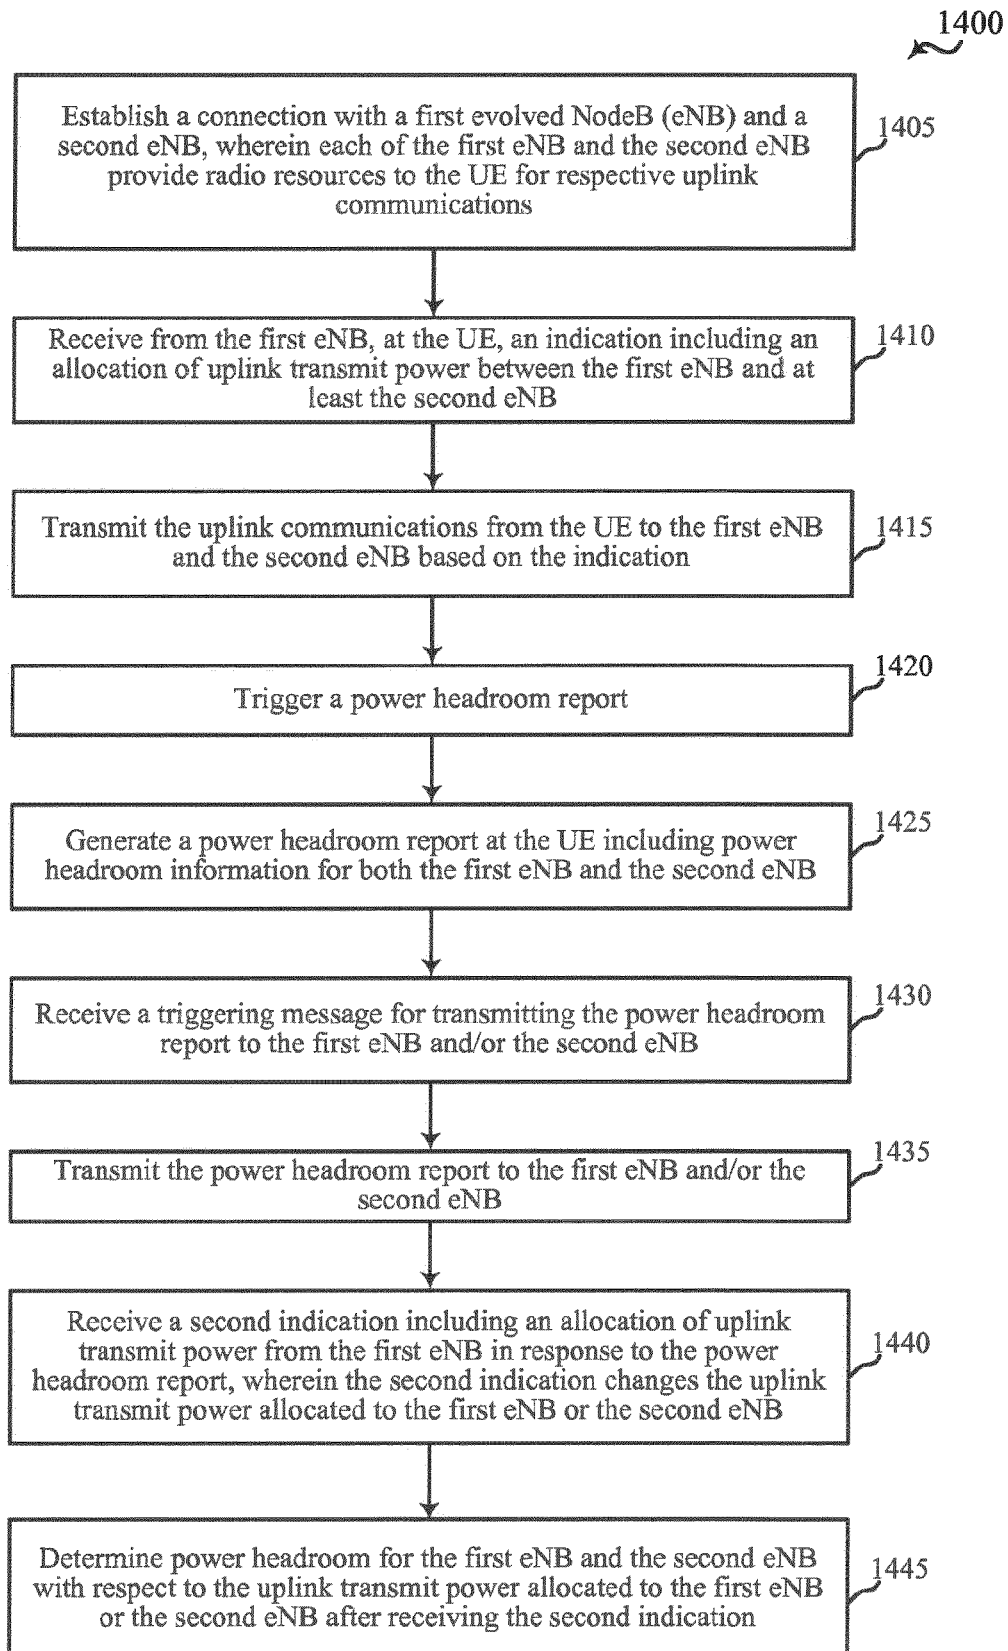 1400
Establish a connection with a first evolved NodeB (eNB) and a
second eNB, wherein each of the first eNB and the second eNB
provide radio resources to the UE for respective uplink
communications
1405
Receive from the first eNB, at the UE, an indication including an
allocation of uplink transmit power between the first eNB and at
least the second eNB
1410
Transmit the uplink communications from the UE to the first eNB
and the second eNB based on the indication
1415
Trigger a power headroom report
1420
Generate a power headroom report at the UE including power
headroom information for both the first eNB and the second eNB
1425
Receive a triggering message for transmitting the power headroom
report to the first eNB and/or the second eNB
1430
Transmit the power headroom report to the first eNB and/or the
second eNB
1435
Receive a second indication including an allocation of uplink
transmit power from the first eNB in response to the power
headroom report, wherein the second indication changes the uplink
transmit power allocated to the first eNB or the second eNB
1440
Determine power headroom for the first eNB and the second eNB
with respect to the uplink transmit power allocated to the first eNB
or the second eNB after receiving the second indication
1445